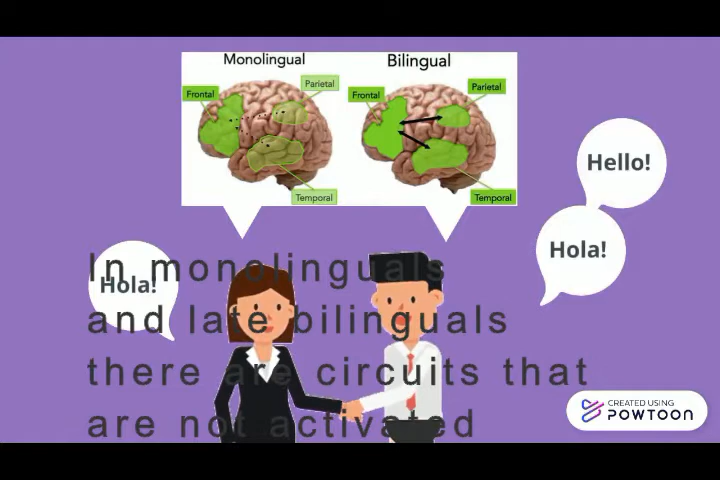 Monolingual
Bilingual
Parietal
Frontal
Temporal
Parietal
Frontal
Temporal
Hello!
Hola!
Hola!
In monolinguals
and late bilinguals
there are circuits that
are not activated
CREATED USING
POWTOON